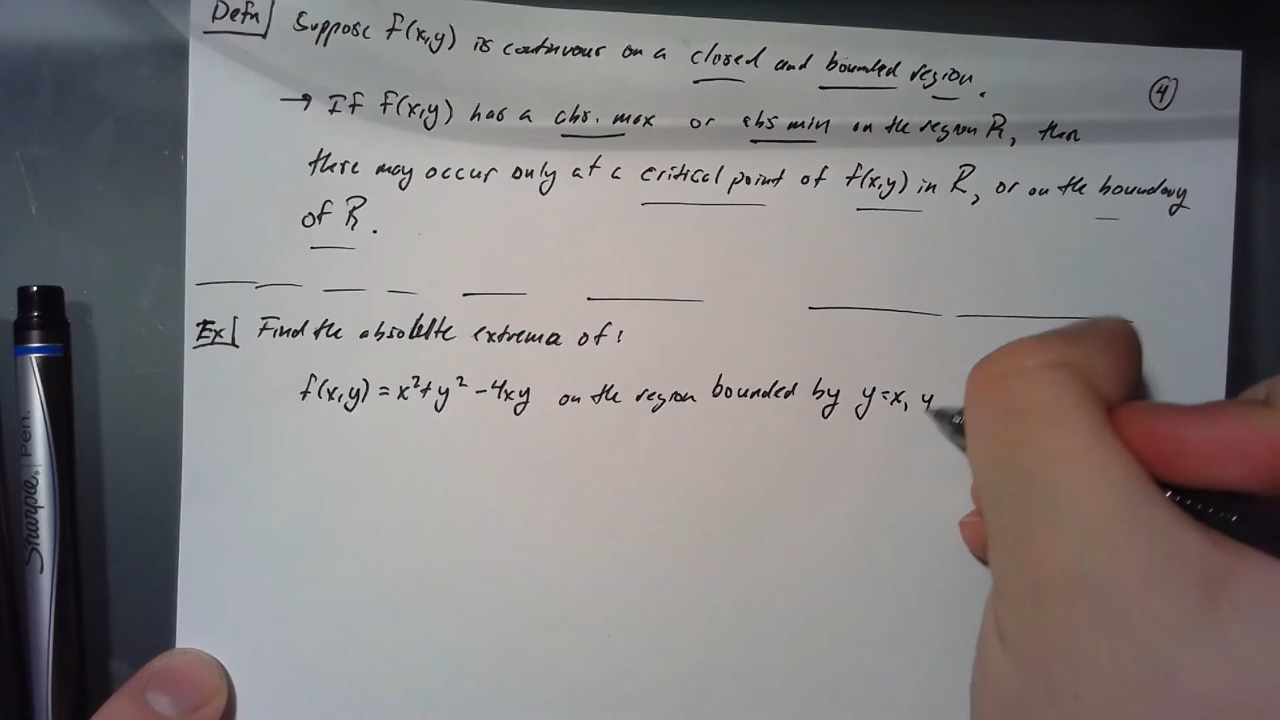 Defn Suppose f(x,y) is continuous on a closed and bounded region.
4
→ If f(x,y) has a abs. max or abs min on the region R, then
these may occur only at a critical point of f(x,y) in R, or on the boundary
of R.
Ex Find the absolute extrema of:
f(x,y) = x²+y²-4xy on the region bounded by y=x, y
Sharpie. Pen.